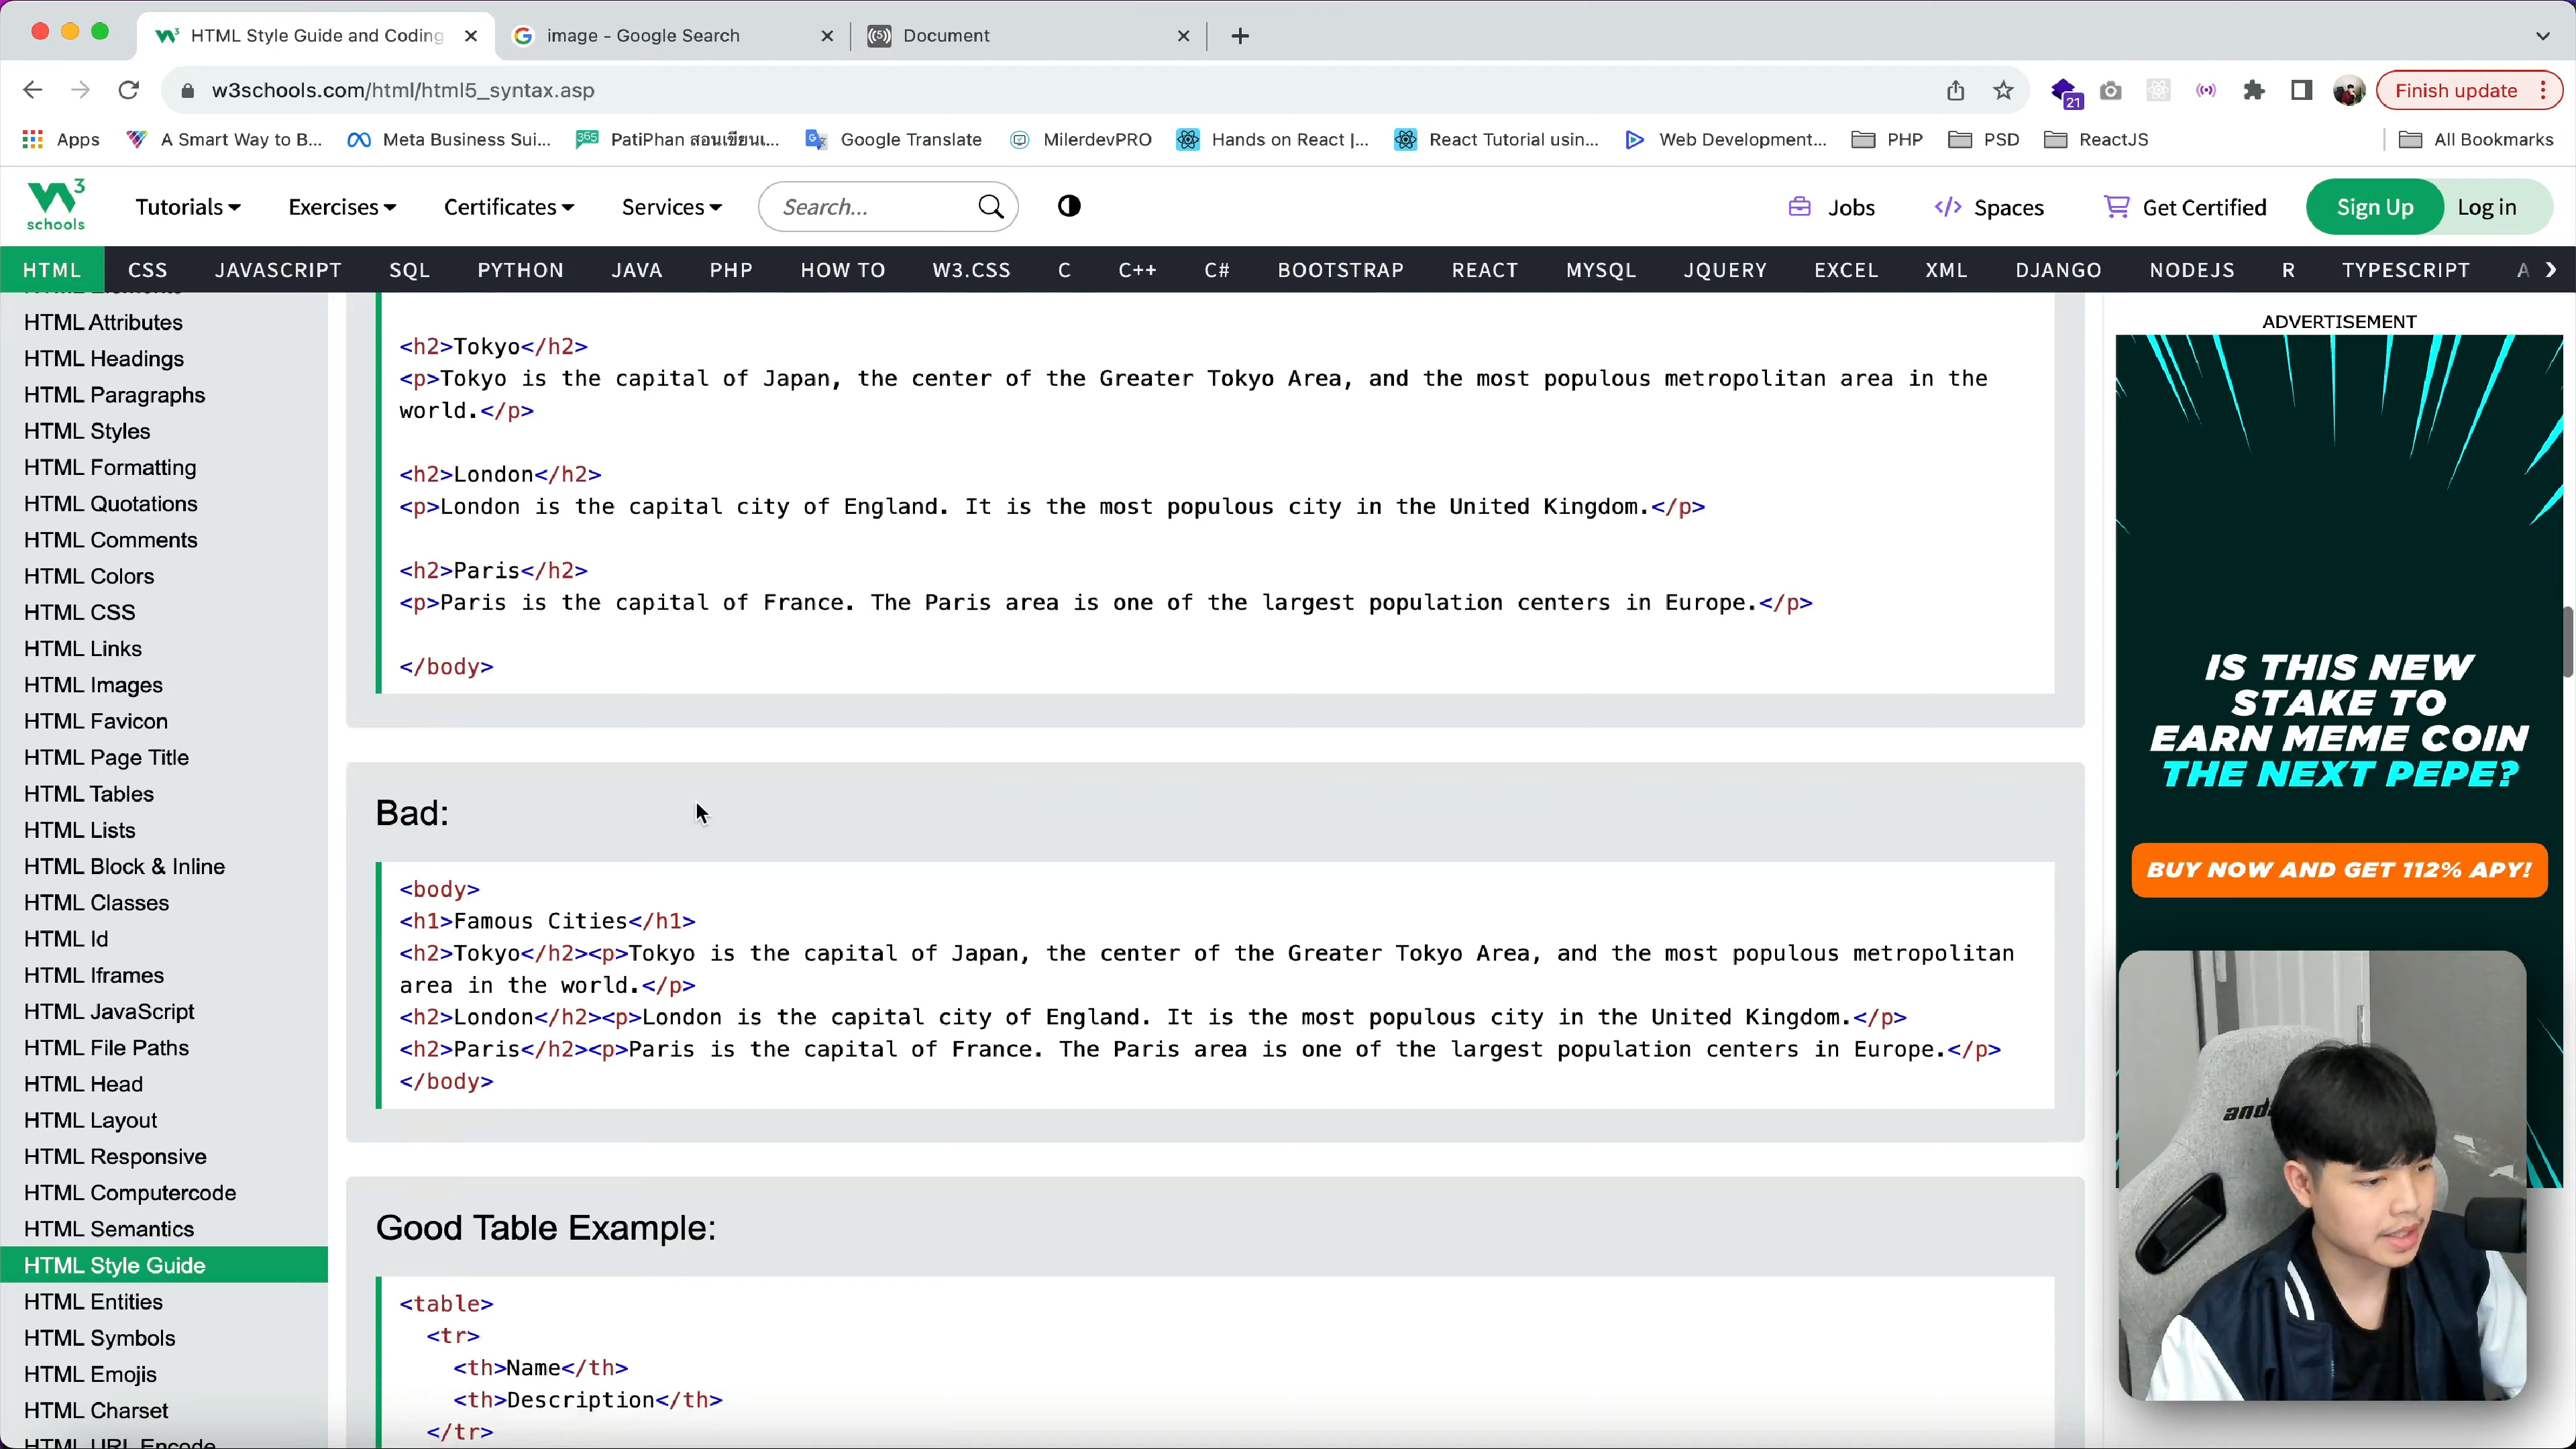 HTML Style Guide and Coding
image - Google Search
Document
w3schools.com/html/html5_syntax.asp
21
Finish update
Apps
A Smart Way to B...
Meta Business Sui...
365
PatiPhan สอนเขียนเ...
Google Translate
MilerdevPRO
Hands on React |...
React Tutorial usin...
Web Development...
PHP
PSD
ReactJS
All Bookmarks
W3
schools
Tutorials
Exercises
Certificates
Services
Search...
Jobs
Spaces
Get Certified
Sign Up
Log in
HTML CSS JAVASCRIPT SQL PYTHON JAVA PHP HOW TO W3.CSS C C++ C# BOOTSTRAP REACT MYSQL JQUERY EXCEL XML DJANGO NODEJS R TYPESCRIPT A
HTML Elements
HTML Attributes
HTML Headings
HTML Paragraphs
HTML Styles
HTML Formatting
HTML Quotations
HTML Comments
HTML Colors
HTML CSS
HTML Links
HTML Images
HTML Favicon
HTML Page Title
HTML Tables
HTML Lists
HTML Block & Inline
HTML Classes
HTML Id
HTML Iframes
HTML JavaScript
HTML File Paths
HTML Head
HTML Layout
HTML Responsive
HTML Computercode
HTML Semantics
HTML Style Guide
HTML Entities
HTML Symbols
HTML Emojis
HTML Charset
HTML URL Encode
<h2>Tokyo</h2>
<p>Tokyo is the capital of Japan, the center of the Greater Tokyo Area, and the most populous metropolitan area in the
world.</p>
<h2>London</h2>
<p>London is the capital city of England. It is the most populous city in the United Kingdom.</p>
<h2>Paris</h2>
<p>Paris is the capital of France. The Paris area is one of the largest population centers in Europe.</p>
</body>
Bad:
<body>
<h1>Famous Cities</h1>
<h2>Tokyo</h2><p>Tokyo is the capital of Japan, the center of the Greater Tokyo Area, and the most populous metropolitan
area in the world.</p>
<h2>London</h2><p>London is the capital city of England. It is the most populous city in the United Kingdom.</p>
<h2>Paris</h2><p>Paris is the capital of France. The Paris area is one of the largest population centers in Europe.</p>
</body>
Good Table Example:
<table>
<tr>
<th>Name</th>
<th>Description</th>
</tr>
ADVERTISEMENT
IS THIS NEW
STAKE TO
EARN MEME COIN
THE NEXT PEPE?
BUY NOW AND GET 112% APY!